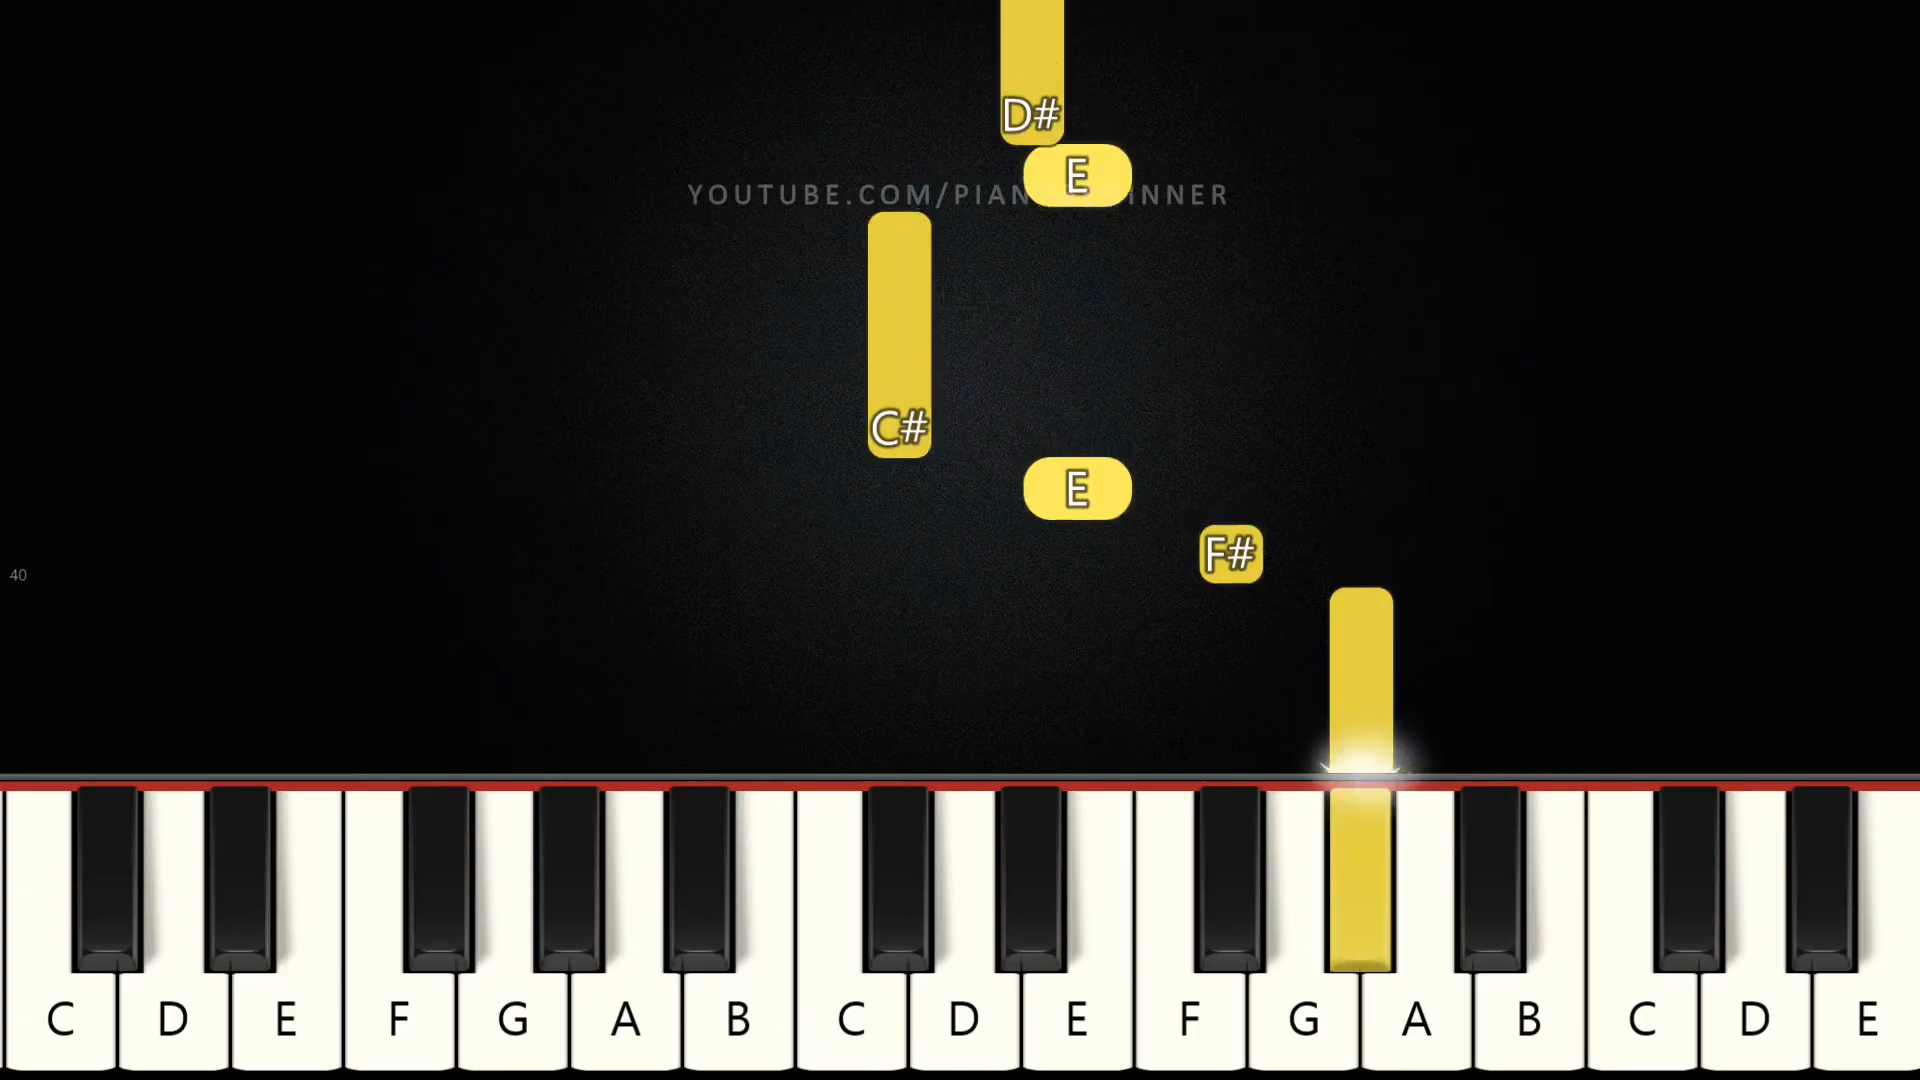 D#
E
YOUTUBE.COM/PIAN INNER
C#
E
F#
40
C D E F G A B C D E F G A B C D E